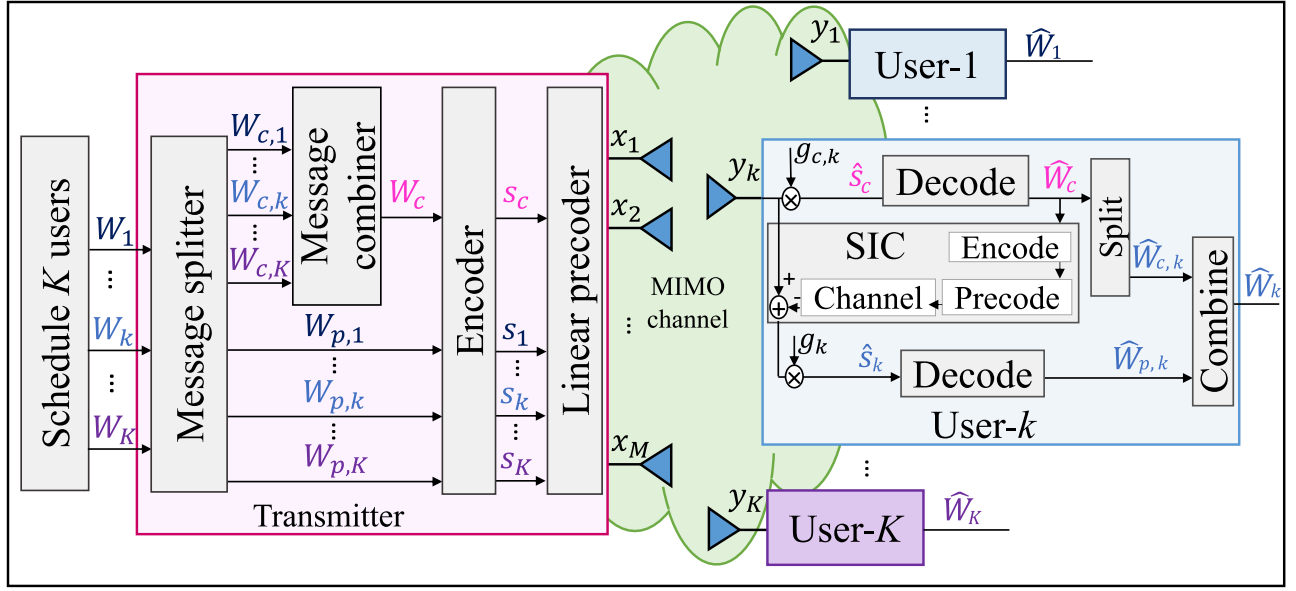 Schedule K users
W_1
⋮
W_k
⋮
W_K
Message splitter
W_{c,1}
⋮
W_{c,k}
⋮
W_{c,K}
Message combiner
W_c
W_{p,1}
⋮
W_{p,k}
⋮
W_{p,K}
Encoder
s_c
s_1
⋮
s_k
⋮
s_K
Linear precoder
Transmitter
x_1
x_2
⋮
x_M
MIMO
channel
y_1
User-1
Ŵ_1
⋮
y_k
g_{c,k}
ŝ_c
Decode
Ŵ_c
Split
SIC
Encode
Precode
Channel
+
-
Ŵ_{c,k}
g_k
ŝ_k
Decode
Ŵ_{p,k}
Combine
Ŵ_k
User-k
⋮
y_K
User-K
Ŵ_K